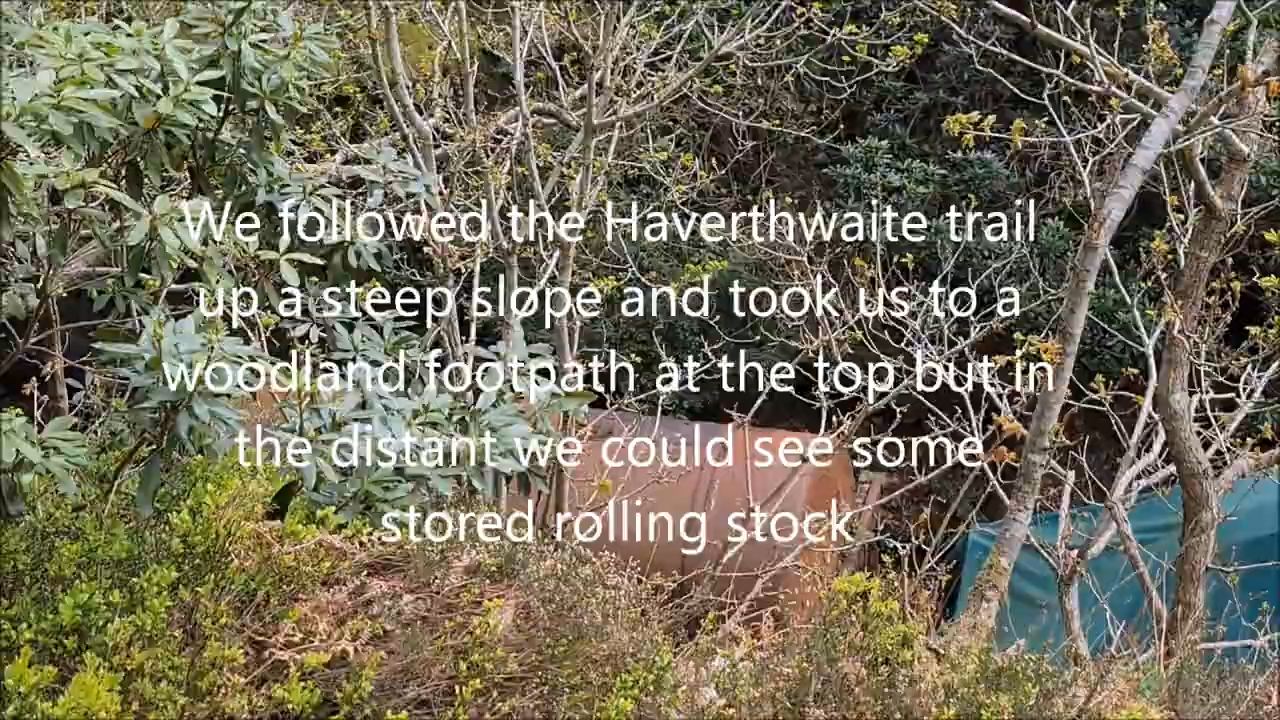 We followed the Haverthwaite trail
up a steep slope and took us to a
woodland footpath at the top but in
the distant we could see some
stored rolling stock